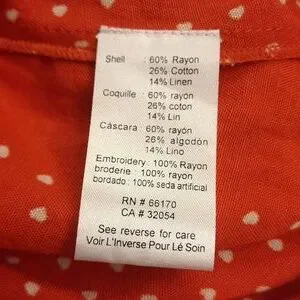 Shell : 60% Rayon
26% Cotton
14% Linen
Coquille : 60% rayón
26% coton
14% Lin
Cáscara : 60% rayón
26% algodón
14% Lino
Embroidery : 100% Rayon
broderie : 100% rayon
bordado : 100% seda artificial
RN # 66170
CA # 32054
See reverse for care
Voir L'Inverse Pour Lé Soin